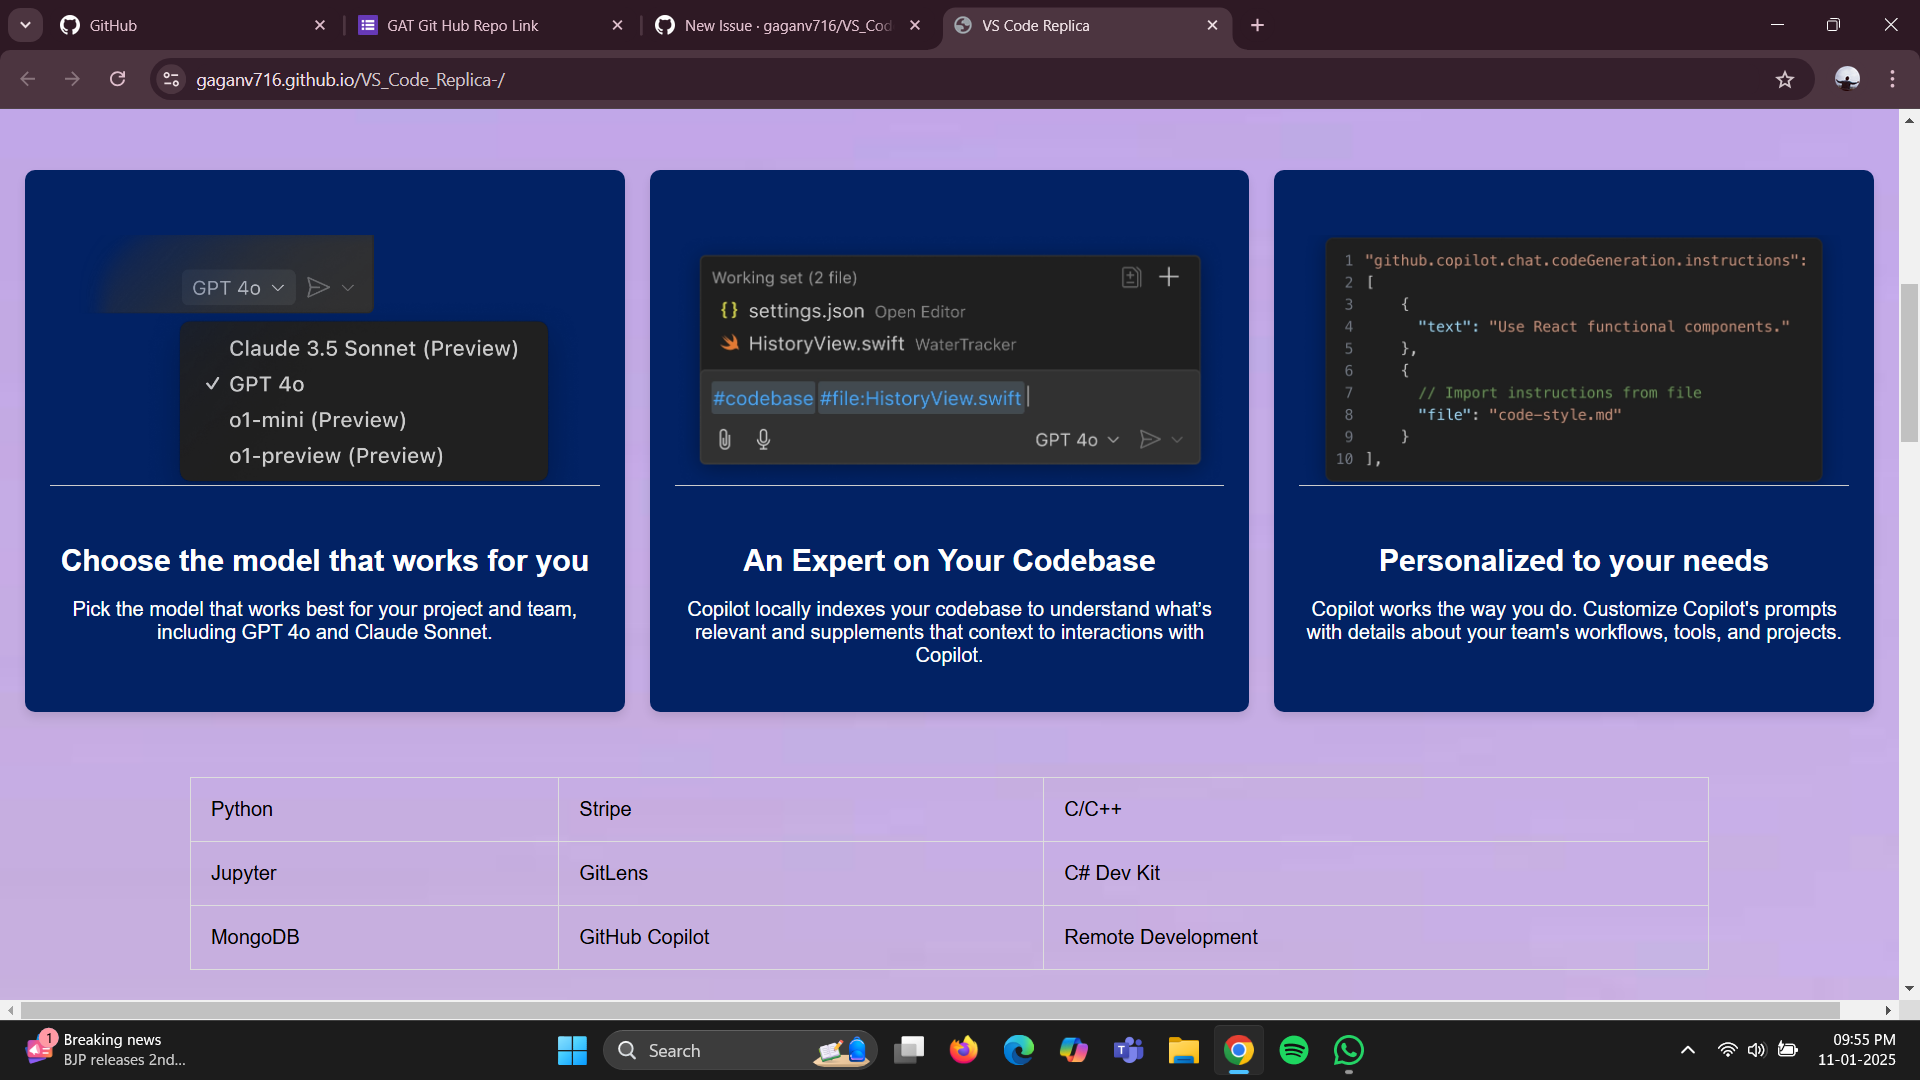 GitHub
GAT Git Hub Repo Link
New Issue · gaganv716/VS_Cod
VS Code Replica
gaganv716.github.io/VS_Code_Replica-/
GPT 4o
Claude 3.5 Sonnet (Preview)
GPT 4o
o1-mini (Preview)
o1-preview (Preview)
Choose the model that works for you
Pick the model that works best for your project and team,
including GPT 4o and Claude Sonnet.
Working set (2 file)
{} settings.json Open Editor
HistoryView.swift WaterTracker
#codebase #file:HistoryView.swift
GPT 4o
An Expert on Your Codebase
Copilot locally indexes your codebase to understand what’s
relevant and supplements that context to interactions with
Copilot.
1 "github.copilot.chat.codeGeneration.instructions":
2 [
3 {
4 "text": "Use React functional components."
5 },
6 {
7 // Import instructions from file
8 "file": "code-style.md"
9 }
10 ],
Personalized to your needs
Copilot works the way you do. Customize Copilot's prompts
with details about your team's workflows, tools, and projects.
Python Stripe C/C++
Jupyter GitLens C# Dev Kit
MongoDB GitHub Copilot Remote Development
1
Breaking news
BJP releases 2nd...
Search
09:55 PM
11-01-2025